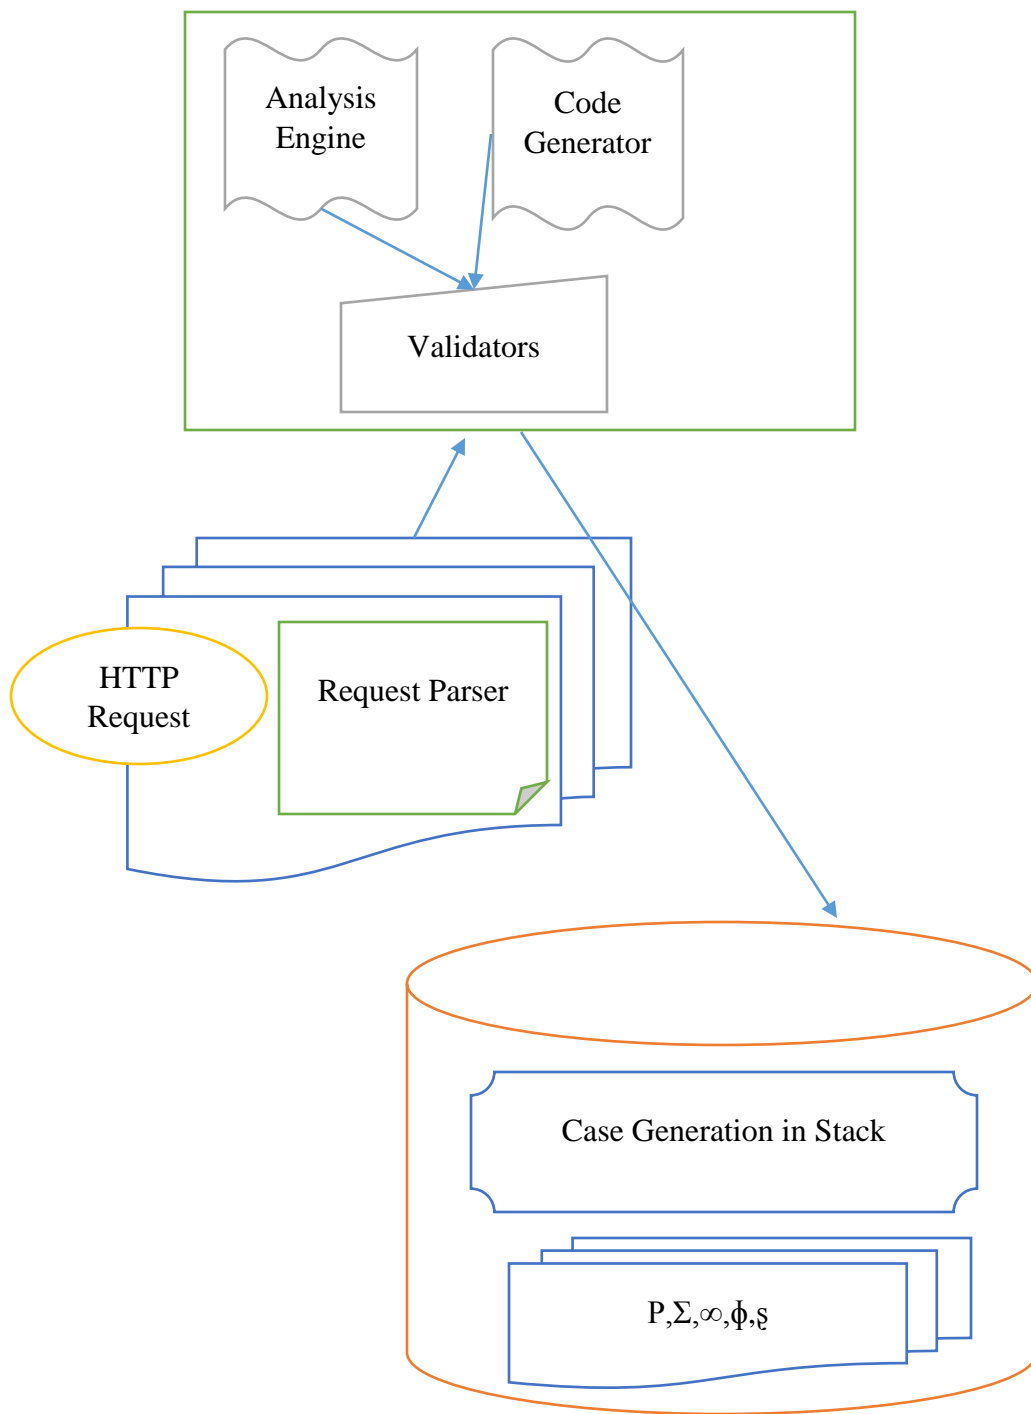 Analysis
Engine
Code
Generator
Validators
HTTP
Request
Request Parser
Case Generation in Stack
P,Σ,∞,ϕ,ȿ